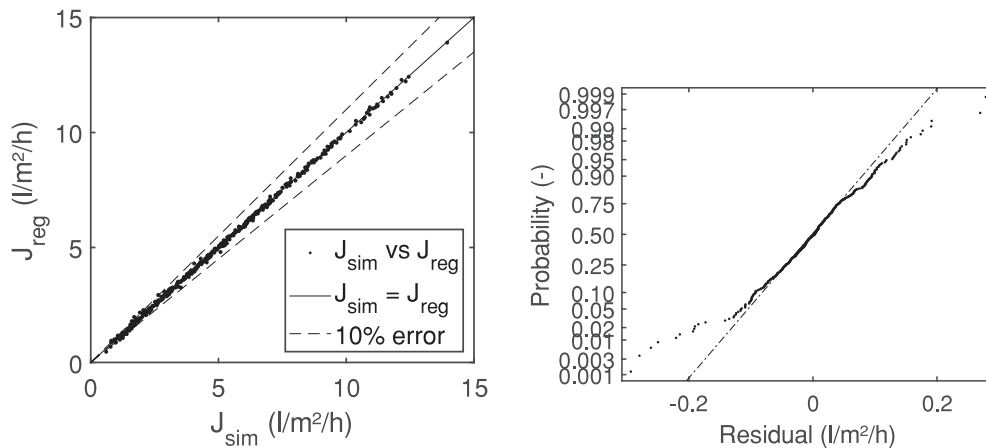 15
10
5
0
J_reg (l/m²/h)
J_sim vs J_reg
J_sim = J_reg
10% error
0 5 10 15
J_sim (l/m²/h)
0.999
0.997
0.99
0.98
0.95
0.90
0.75
0.50
0.25
0.10
0.05
0.02
0.01
0.003
0.001
Probability (-)
-0.2 0 0.2
Residual (l/m²/h)